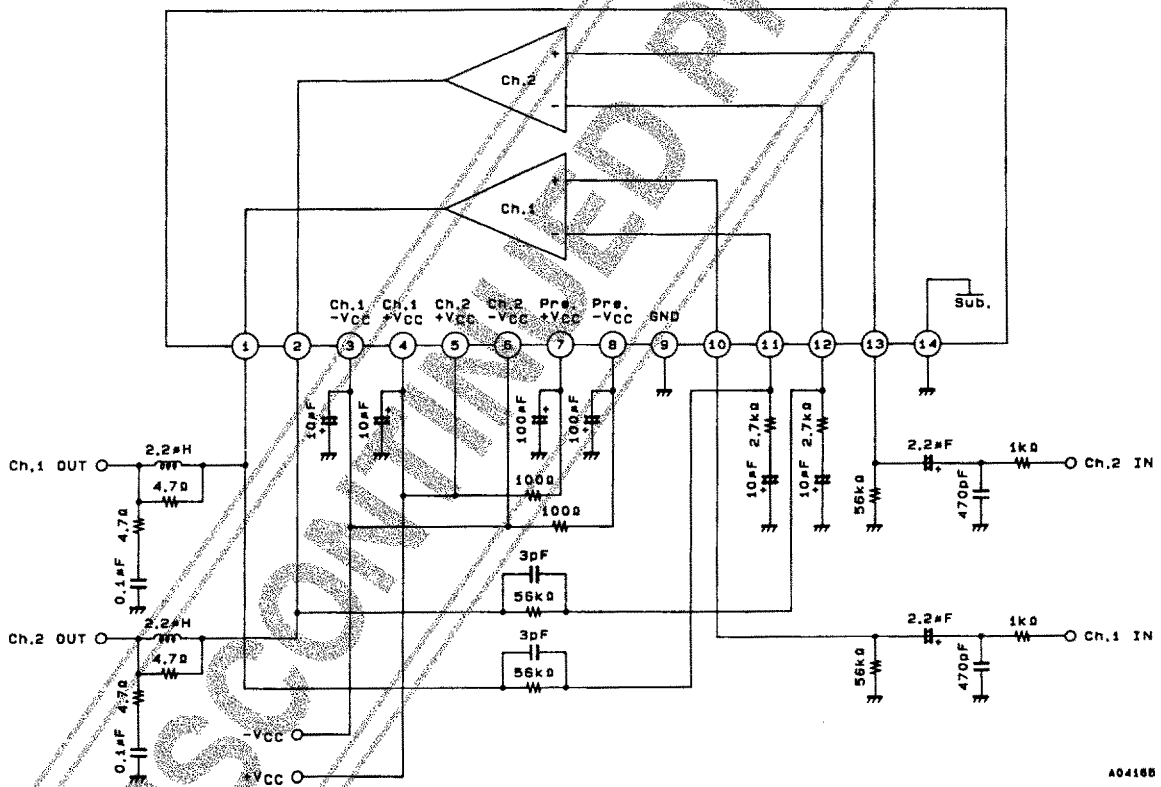 Ch.2
+
-
Ch.1
+
-
Ch.1 -VCC
Ch.1 +VCC
Ch.2 +VCC
Ch.2 -VCC
Pre. +VCC
Pre. -VCC
GND
Sub.
1 2 3 4 5 6 7 8 9 10 11 12 13 14
10µF
+
10µF
+
100µF
+
100µF
+
2.7kΩ
2.7kΩ
10µF
+
10µF
+
Ch.1 OUT
2.2µH
4.7Ω
4.7Ω
0.1µF
100Ω
100Ω
2.2µF
+
1kΩ
Ch.2 IN
56kΩ
470pF
3pF
56kΩ
Ch.2 OUT
2.2µH
4.7Ω
4.7Ω
0.1µF
3pF
56kΩ
2.2µF
+
1kΩ
Ch.1 IN
56kΩ
470pF
-VCC
+VCC
A04165
SCONTINUED P